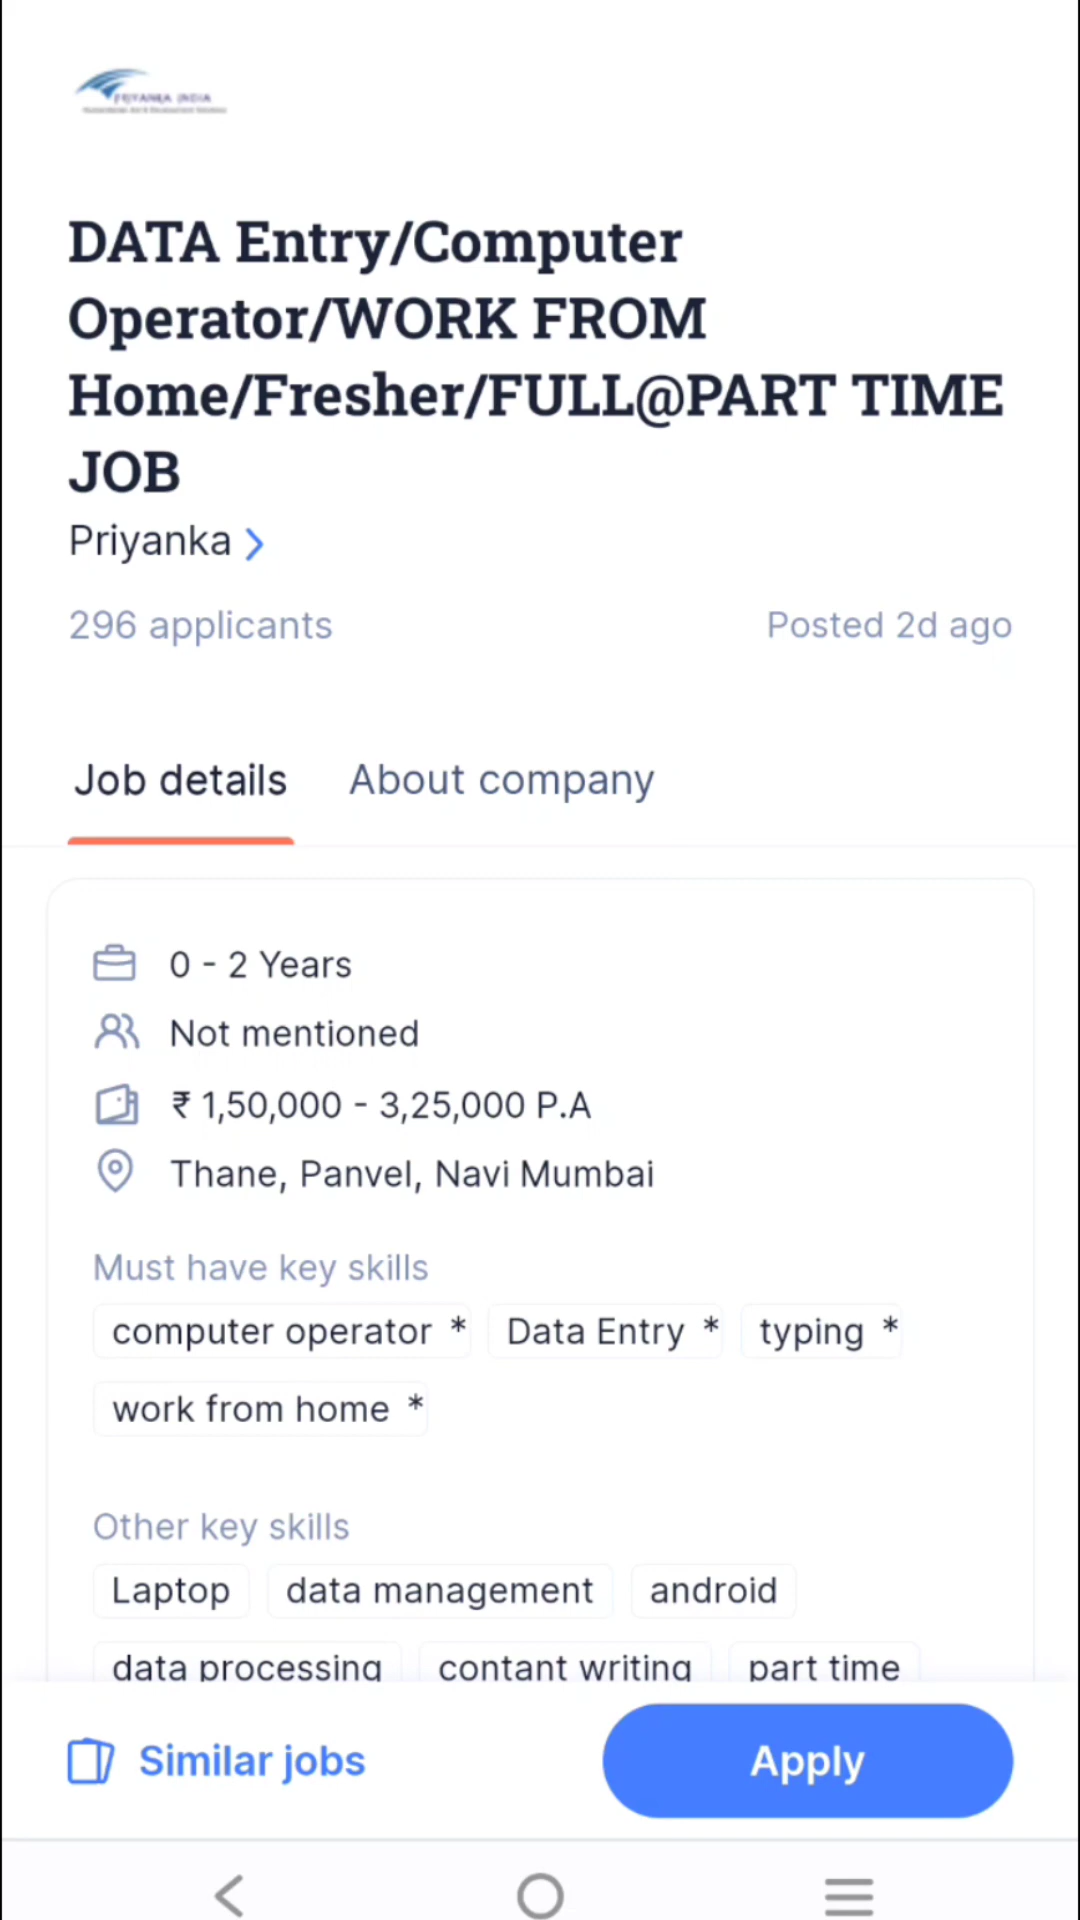 PRIYANKA INDIA
DATA Entry/Computer
Operator/WORK FROM
Home/Fresher/FULL@PART TIME
JOB
Priyanka
296 applicants
Posted 2d ago
Job details
About company
0 - 2 Years
Not mentioned
₹ 1,50,000 - 3,25,000 P.A
Thane, Panvel, Navi Mumbai
Must have key skills
computer operator * Data Entry * typing *
work from home *
Other key skills
Laptop data management android
data processing contant writing part time
Similar jobs
Apply